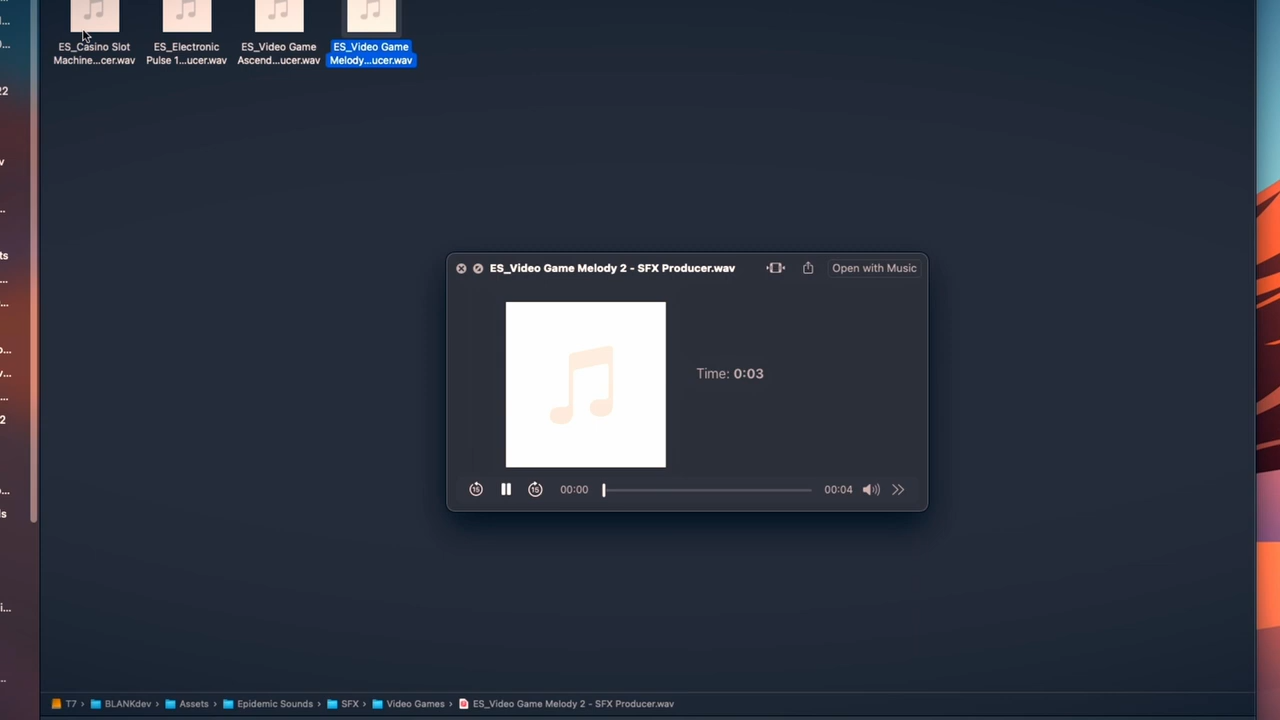 ES_Casino Slot
Machine...cer.wav
ES_Electronic
Pulse 1...ucer.wav
ES_Video Game
Ascend...ucer.wav
ES_Video Game
Melody...ucer.wav
ES_Video Game Melody 2 - SFX Producer.wav
Open with Music
Time: 0:03
15
15
00:00
00:04
T7 › BLANKdev › Assets › Epidemic Sounds › SFX › Video Games › ES_Video Game Melody 2 - SFX Producer.wav